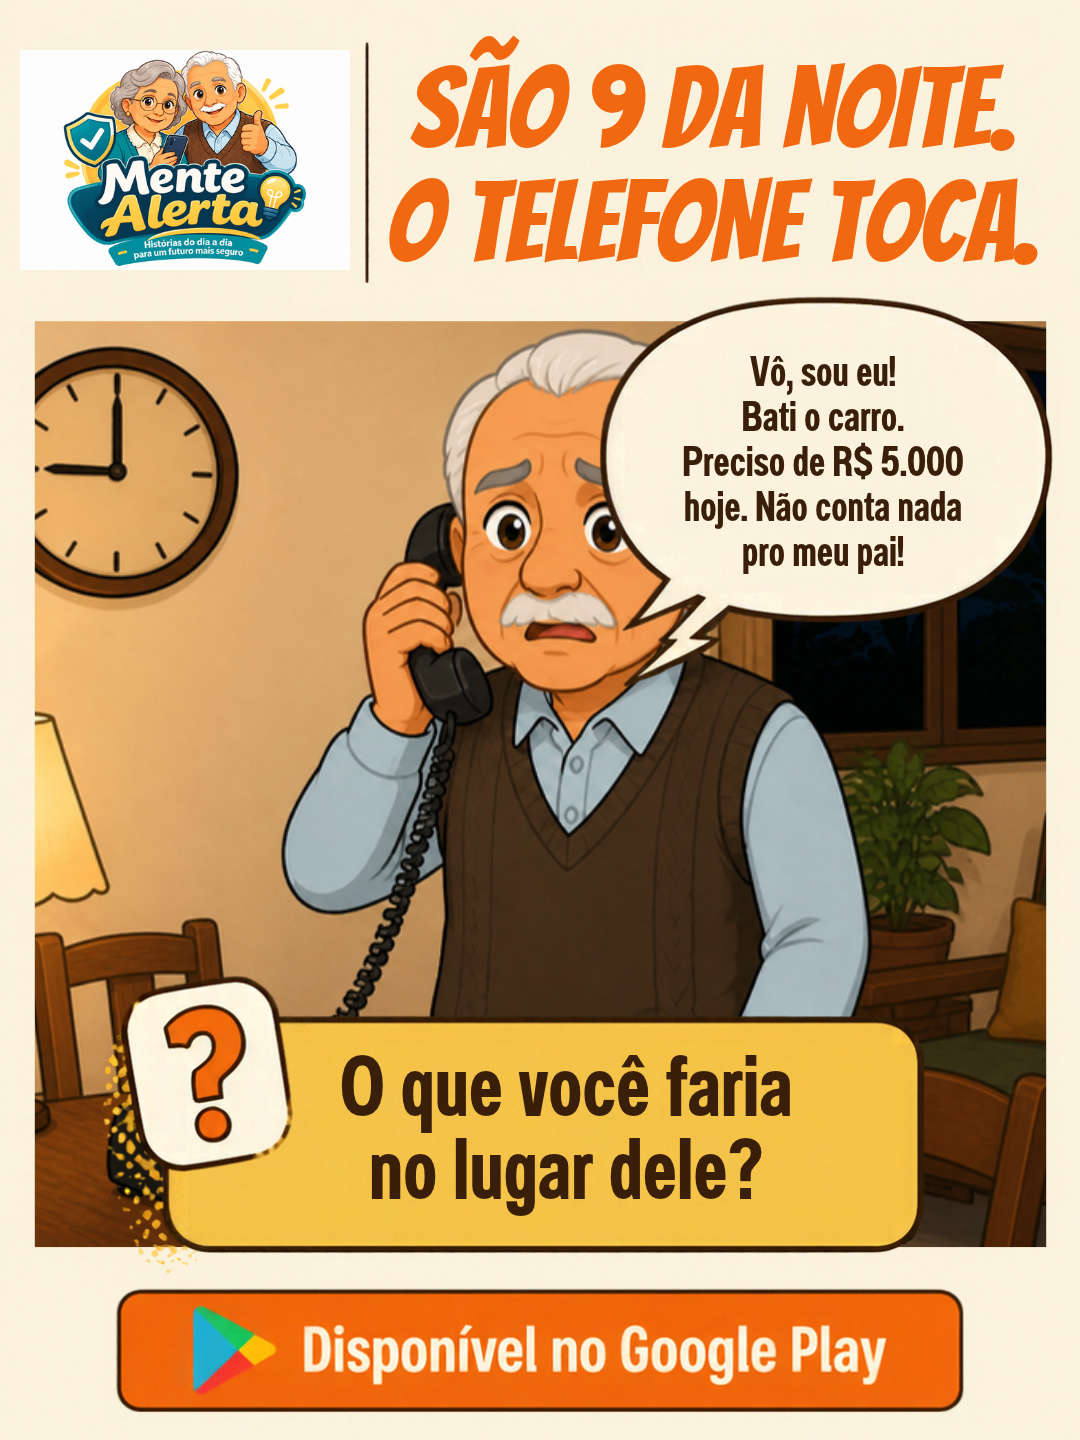 Mente
Alerta
Histórias do dia a dia
para um futuro mais seguro
SÃO 9 DA NOITE.
O TELEFONE TOCA.
Vô, sou eu!
Bati o carro.
Preciso de R$ 5.000
hoje. Não conta nada
pro meu pai!
?
O que você faria
no lugar dele?
Disponível no Google Play